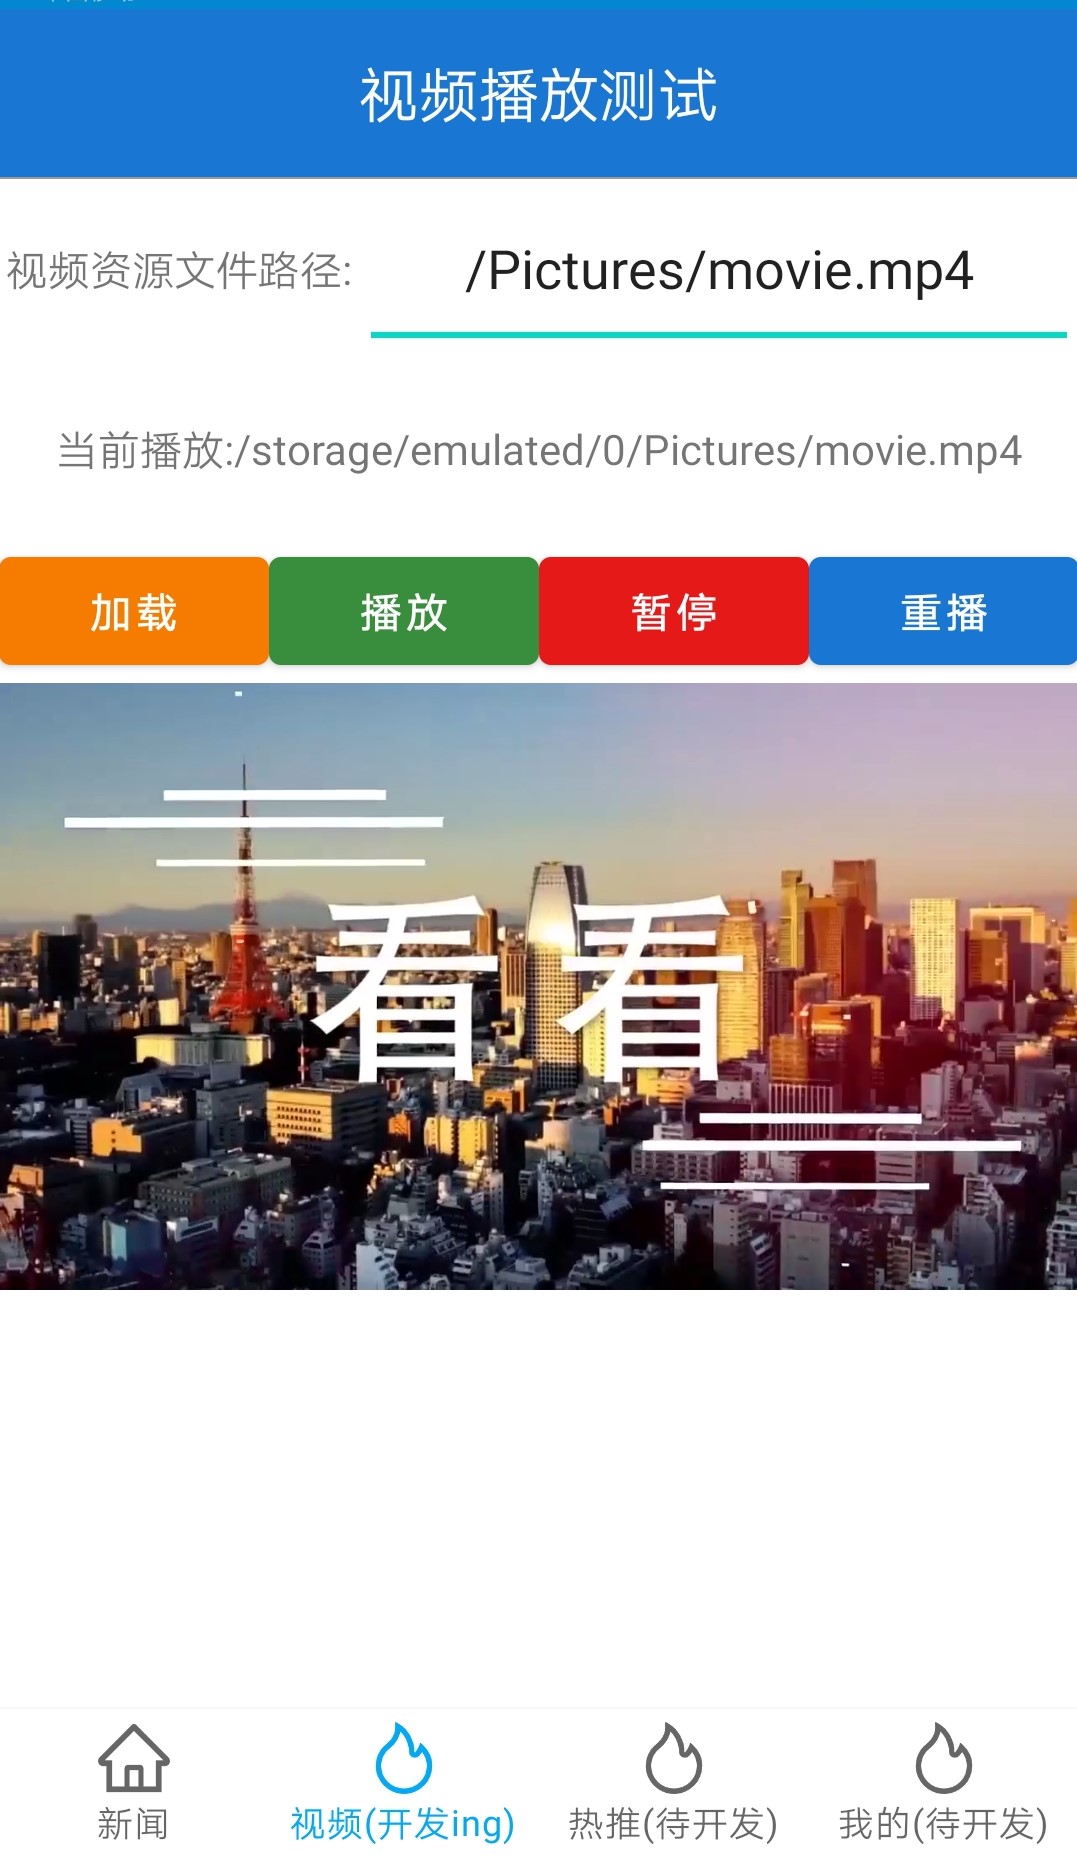 视频播放测试
视频资源文件路径: /Pictures/movie.mp4
当前播放:/storage/emulated/0/Pictures/movie.mp4
加载 播放 暂停 重播
看看
新闻 视频(开发ing) 热推(待开发) 我的(待开发)